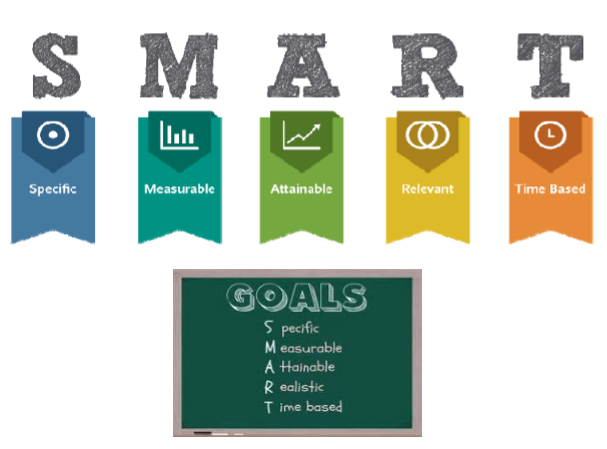 S M A R T
Specific Measurable Attainable Relevant Time Based
GOALS
S pecific
M easurable
A ttainable
R ealistic
T ime based